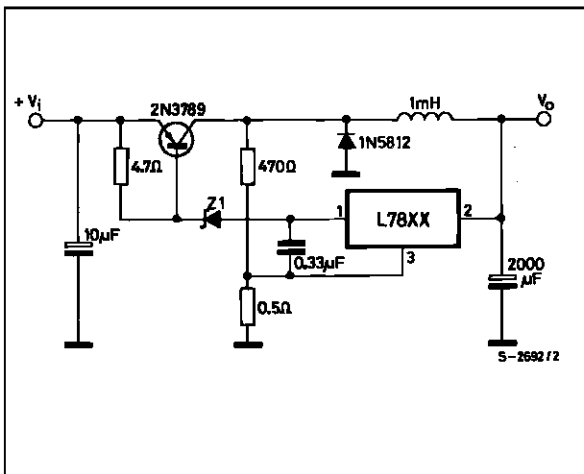 + Vi
2N3789
1mH
Vo
4.7Ω
470Ω
1N5812
Z1
1
L78XX
2
10µF
0.33µF
3
2000
µF
0.5Ω
S-2692/2